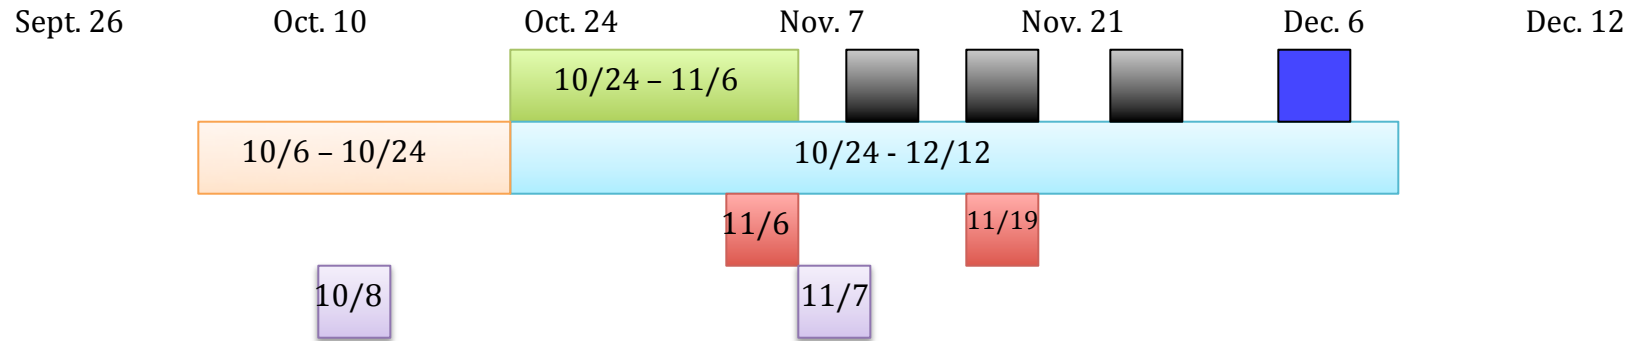 Sept. 26 Oct. 10 Oct. 24 Nov. 7 Nov. 21 Dec. 6 Dec. 12
10/24 – 11/6
10/6 – 10/24 10/24 - 12/12
11/6 11/19
10/8 11/7